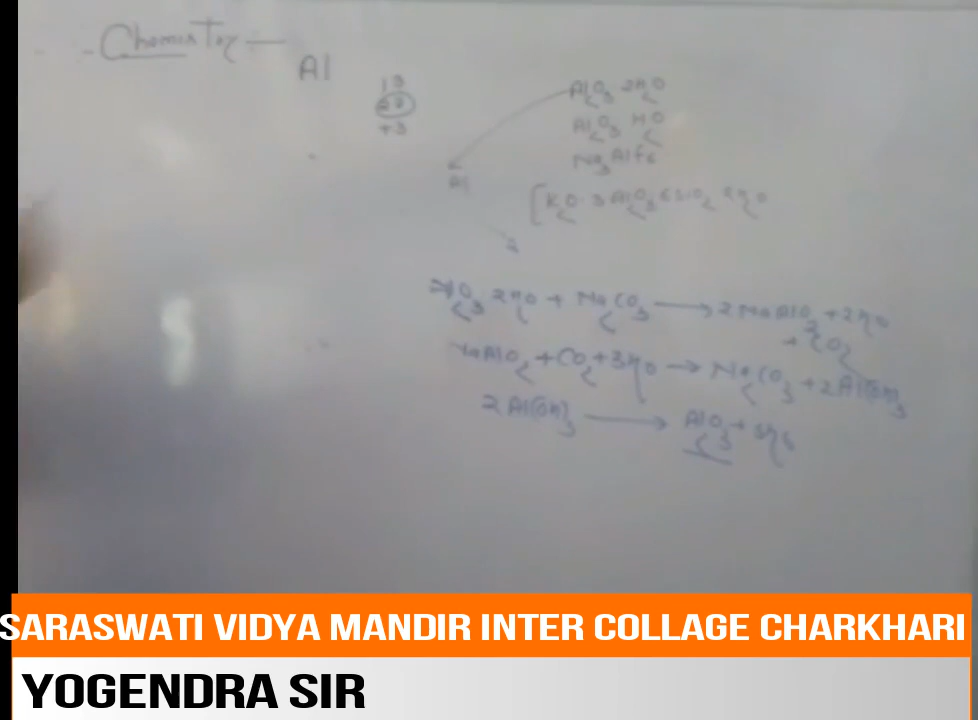 Chemistry
Al
13
27
+3
Al2O3 2H2O
Al2O3 H2O
Na3AlF6
Al
[K2O·3Al2O3 6SiO2 2H2O
Al2O3 2H2O + Na2CO3 → 2NaAlO2 + 2H2O
+ CO2
NaAlO2 + CO2 + 3H2O → Na2CO3 + 2Al(OH)3
2Al(OH)3 → Al2O3 + 3H2O
SARASWATI VIDYA MANDIR INTER COLLAGE CHARKHARI
YOGENDRA SIR